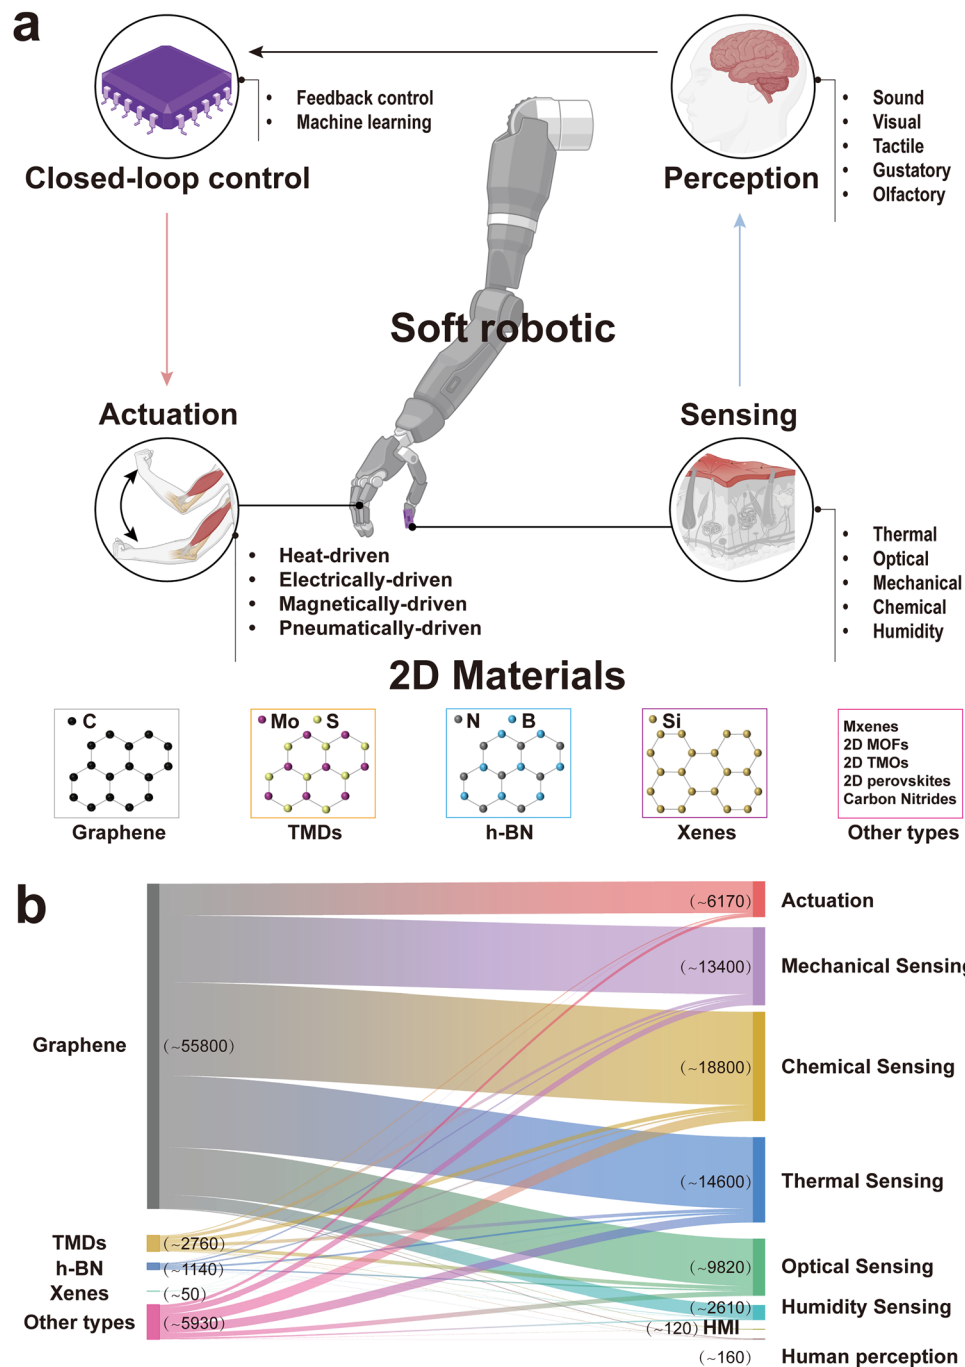 a
Feedback control
Machine learning
Closed-loop control
Sound
Visual
Tactile
Gustatory
Olfactory
Perception
Soft robotic
Actuation
Heat-driven
Electrically-driven
Magnetically-driven
Pneumatically-driven
Sensing
Thermal
Optical
Mechanical
Chemical
Humidity
2D Materials
C
Graphene
Mo S
TMDs
N B
h-BN
Si
Xenes
Mxenes
2D MOFs
2D TMOs
2D perovskites
Carbon Nitrides
Other types
b
Graphene (~55800)
TMDs (~2760)
h-BN (~1140)
Xenes (~50)
Other types (~5930)
(~6170) Actuation
(~13400) Mechanical Sensing
(~18800) Chemical Sensing
(~14600) Thermal Sensing
(~9820) Optical Sensing
(~2610) Humidity Sensing
(~120) HMI
(~160) Human perception